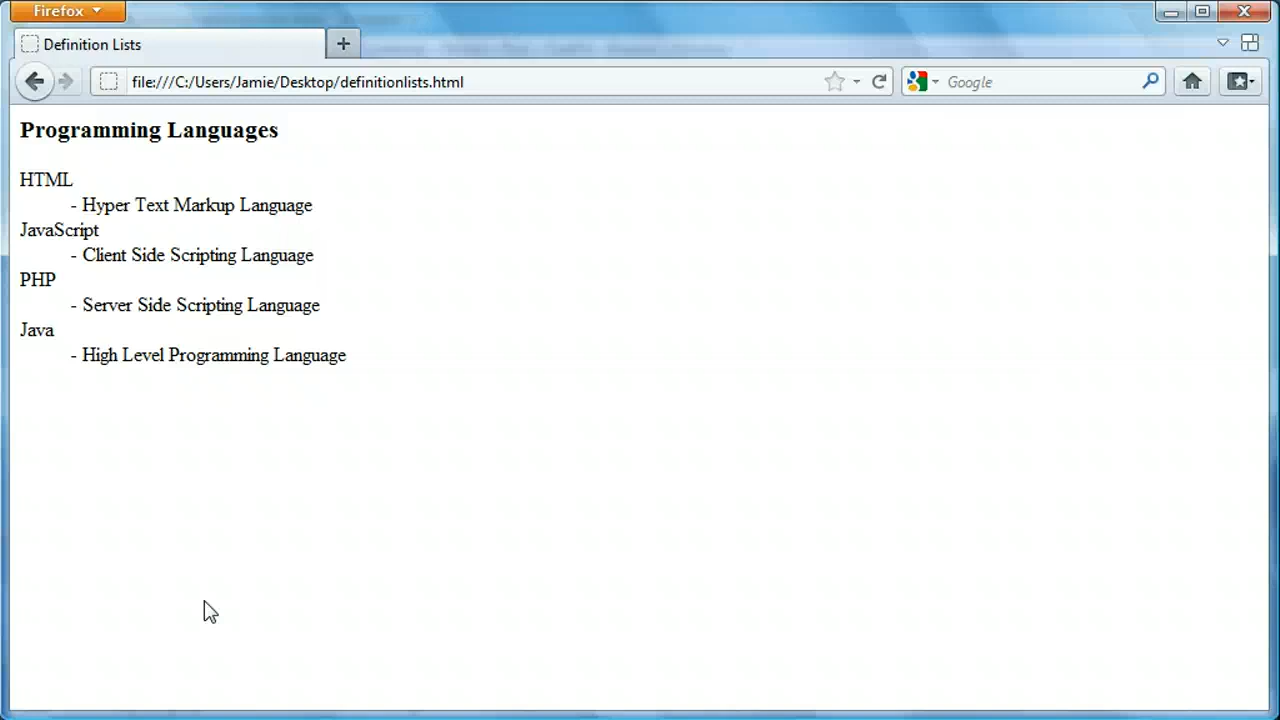 Firefox
Definition Lists
file:///C:/Users/Jamie/Desktop/definitionlists.html
Google
Programming Languages
HTML
- Hyper Text Markup Language
JavaScript
- Client Side Scripting Language
PHP
- Server Side Scripting Language
Java
- High Level Programming Language